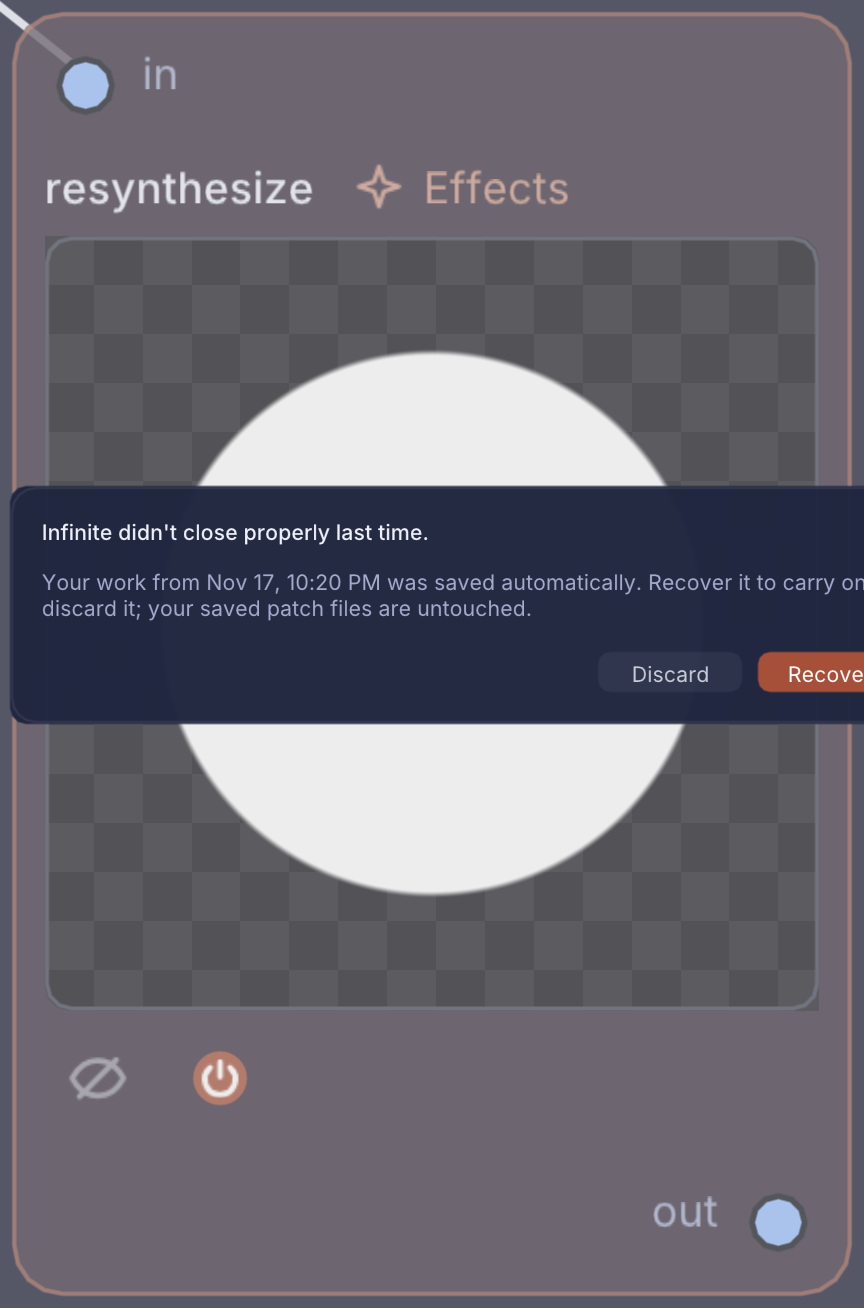 in
resynthesize Effects
Infinite didn't close properly last time.
Your work from Nov 17, 10:20 PM was saved automatically. Recover it to carry on
discard it; your saved patch files are untouched.
Discard Recove
out